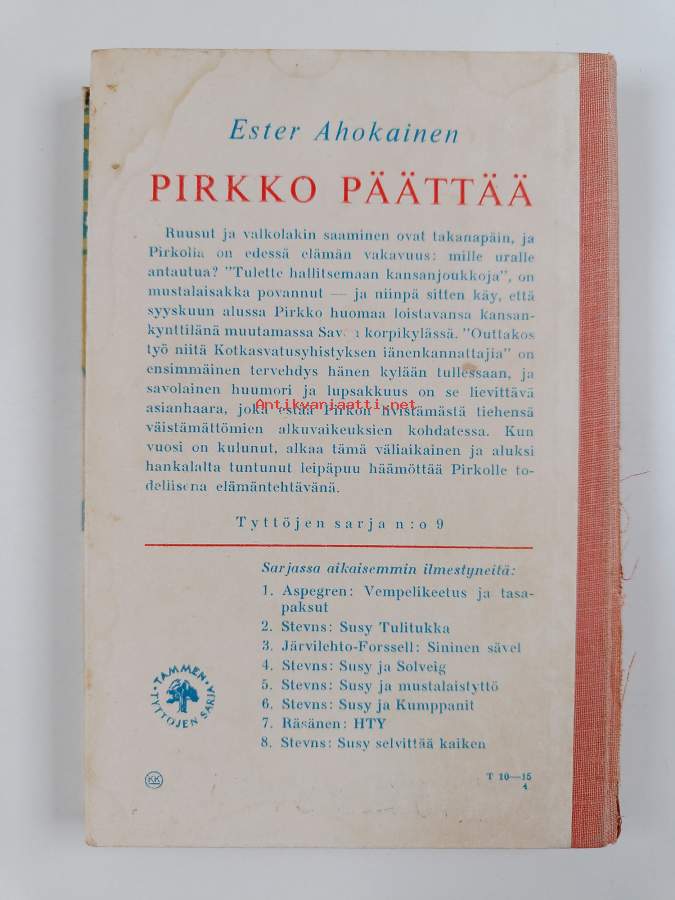 Ester Ahokainen
PIRKKO PÄÄTTÄÄ
Ruusut ja valkolakin saaminen ovat takanapäin, ja
Pirkolla on edessä elämän vakavuus: mille uralle
antautua? "Tulette hallitsemaan kansanjoukkoja", on
mustalaisakka povannut — ja niinpä sitten käy, että
syyskuun alussa Pirkko huomaa loistavansa kansan-
kynttilänä muutamassa korpikylässä. "Outtakos
työ niitä Kotkasvatusyhistyksen iänenkannattajia" on
ensimmäinen tervehdys hänen kylään tullessaan, ja
savolainen huumori ja lupsakkuus on se lievittävä
asianhaara, joka estää Pirkon livistämästä tiehensä
väistämättömien alkuvaikeuksien kohdatessa. Kun
vuosi on kulunut, alkaa tämä väliaikainen ja aluksi
hankalalta tuntunut leipäpuu häämöttää Pirkolle to-
dellisena elämäntehtävänä.
Tyttöjen sarja n:o 9
Sarjassa aikaisemmin ilmestyneitä:
1. Aspegren: Vempelikeetus ja tasa-
paksut
2. Stevns: Susy Tulitukka
3. Järvilehto-Forssell: Sininen sävel
4. Stevns: Susy ja Solveig
5. Stevns: Susy ja mustalaistyttö
6. Stevns: Susy ja Kumppanit
7. Räsänen: HTY
8. Stevns: Susy selvittää kaiken
TAMMEN
TYTTÖJEN SARJA
KK
T 10—15
4
Antikvariaatti.net